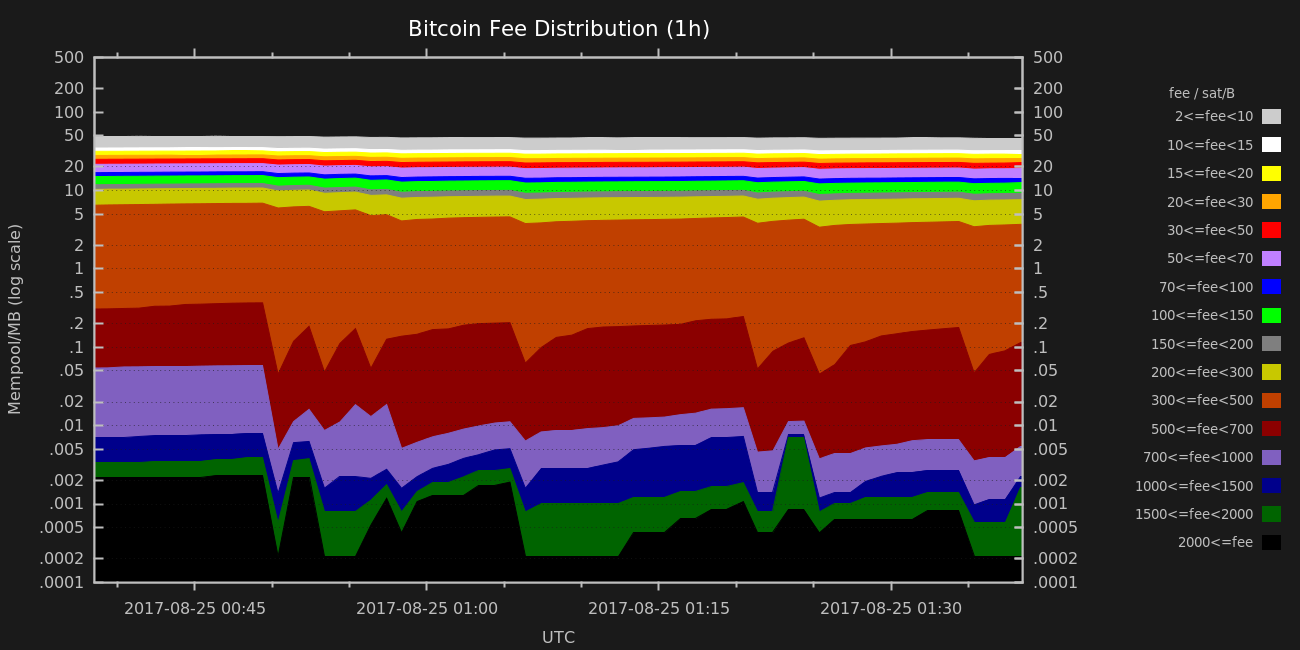 Bitcoin Fee Distribution (1h)
500
200
100
50
20
10
5
2
1
.5
.2
.1
.05
.02
.01
.005
.002
.001
.0005
.0002
.0001
Mempool/MB (log scale)
500
200
100
50
20
10
5
2
1
.5
.2
.1
.05
.02
.01
.005
.002
.001
.0005
.0002
.0001
2017-08-25 00:45
2017-08-25 01:00
2017-08-25 01:15
2017-08-25 01:30
UTC
fee / sat/B
2<=fee<10
10<=fee<15
15<=fee<20
20<=fee<30
30<=fee<50
50<=fee<70
70<=fee<100
100<=fee<150
150<=fee<200
200<=fee<300
300<=fee<500
500<=fee<700
700<=fee<1000
1000<=fee<1500
1500<=fee<2000
2000<=fee